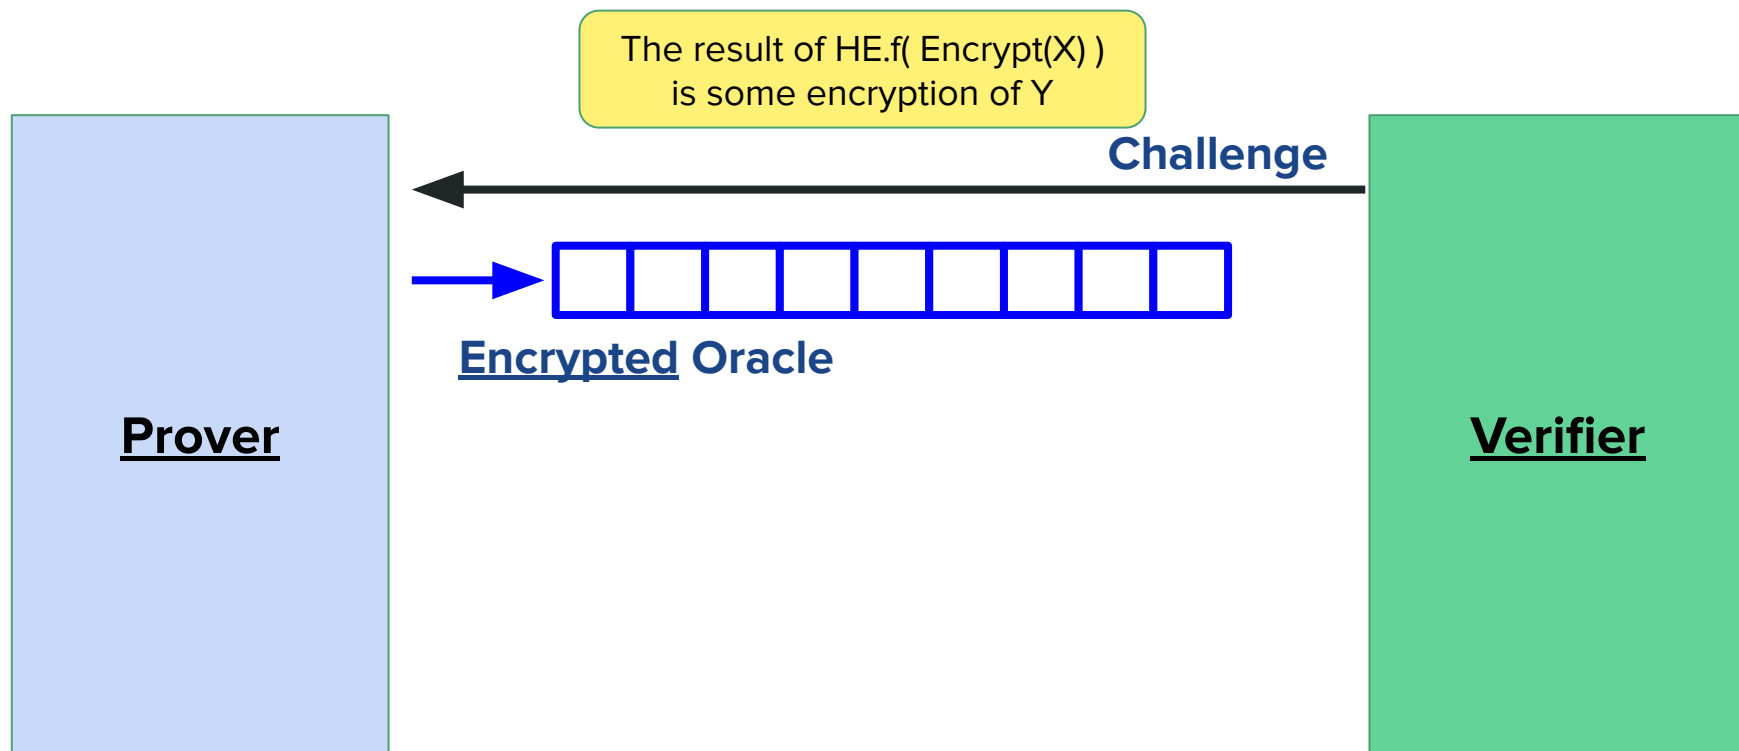 The result of HE.f( Encrypt(X) )
is some encryption of Y
Challenge
Encrypted Oracle
Prover
Verifier